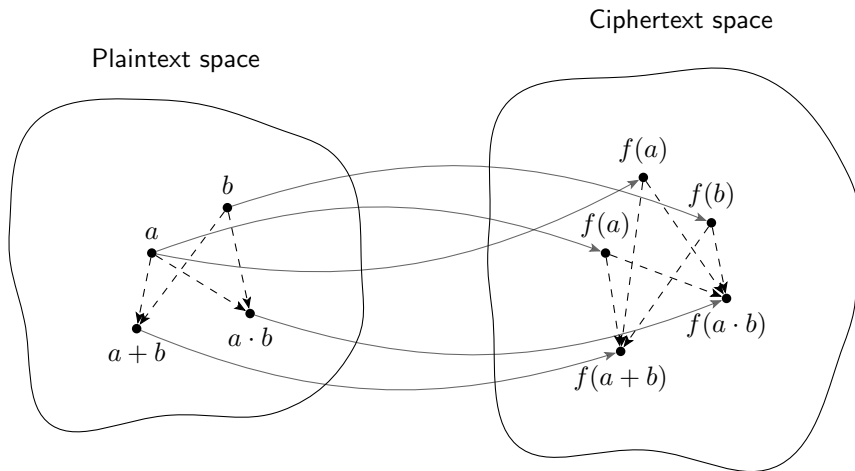 Plaintext space
Ciphertext space
b
a
a + b
a · b
f(a)
f(b)
f(a)
f(a · b)
f(a + b)